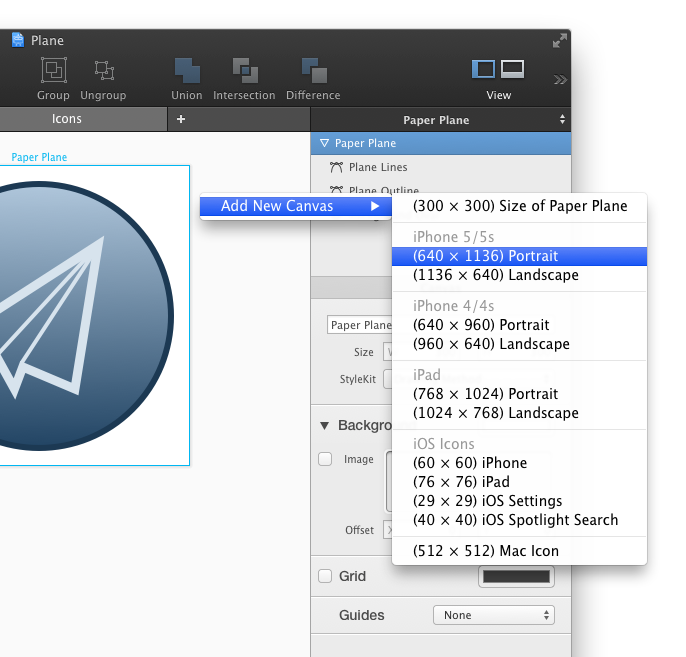 Plane
Group
Ungroup
Union
Intersection
Difference
View
Icons
+
Paper Plane
Paper Plane
Paper Plane
Plane Lines
Plane Outline
Add New Canvas
(300 × 300) Size of Paper Plane
iPhone 5/5s
(640 × 1136) Portrait
(1136 × 640) Landscape
iPhone 4/4s
(640 × 960) Portrait
(960 × 640) Landscape
iPad
(768 × 1024) Portrait
(1024 × 768) Landscape
iOS Icons
(60 × 60) iPhone
(76 × 76) iPad
(29 × 29) iOS Settings
(40 × 40) iOS Spotlight Search
(512 × 512) Mac Icon
Paper Plane
Size
StyleKit
Backgro
Image
Offset
Grid
Guides
None